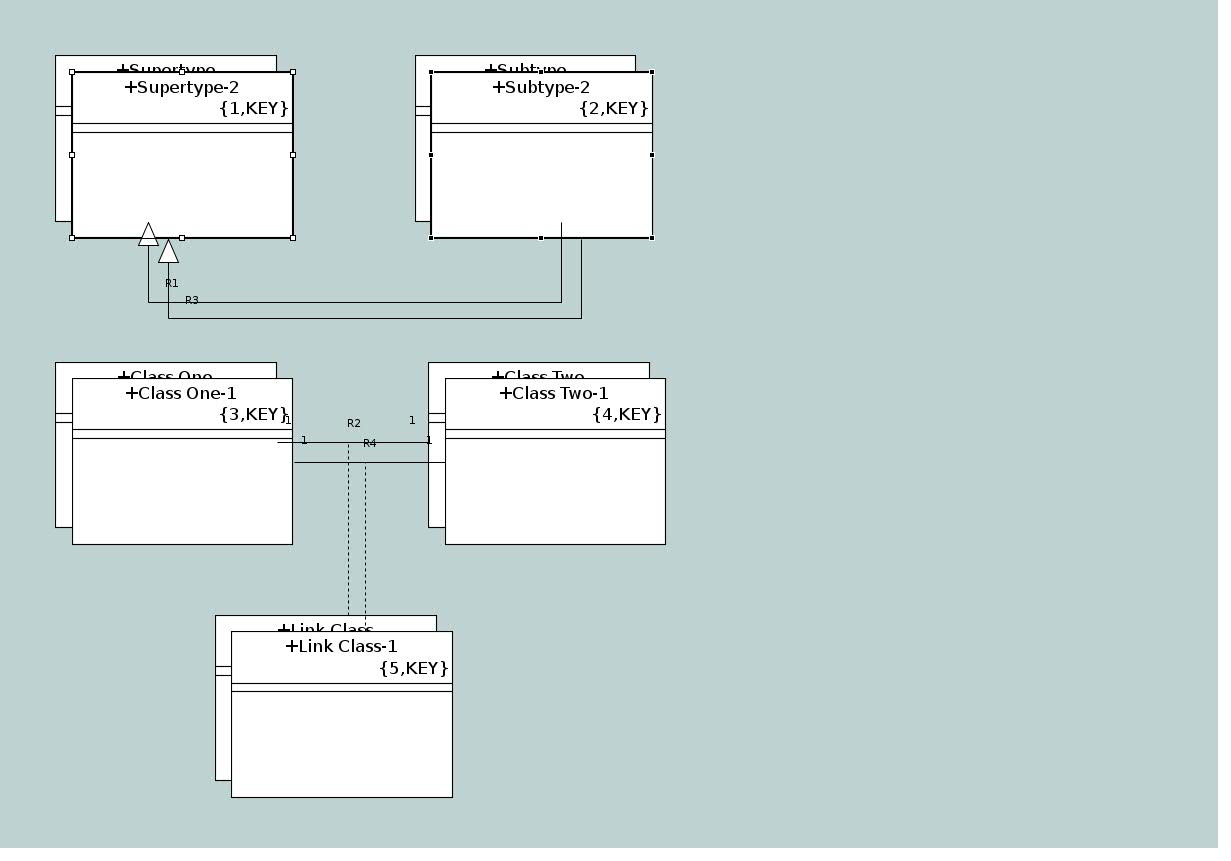 +Supertype
+Supertype-2
{1,KEY}
+Subtype
+Subtype-2
{2,KEY}
R1
R3
+Class One
+Class One-1
{3,KEY}
+Class Two
+Class Two-1
{4,KEY}
1
R2
1
1
R4
1
+Link Class
+Link Class-1
{5,KEY}